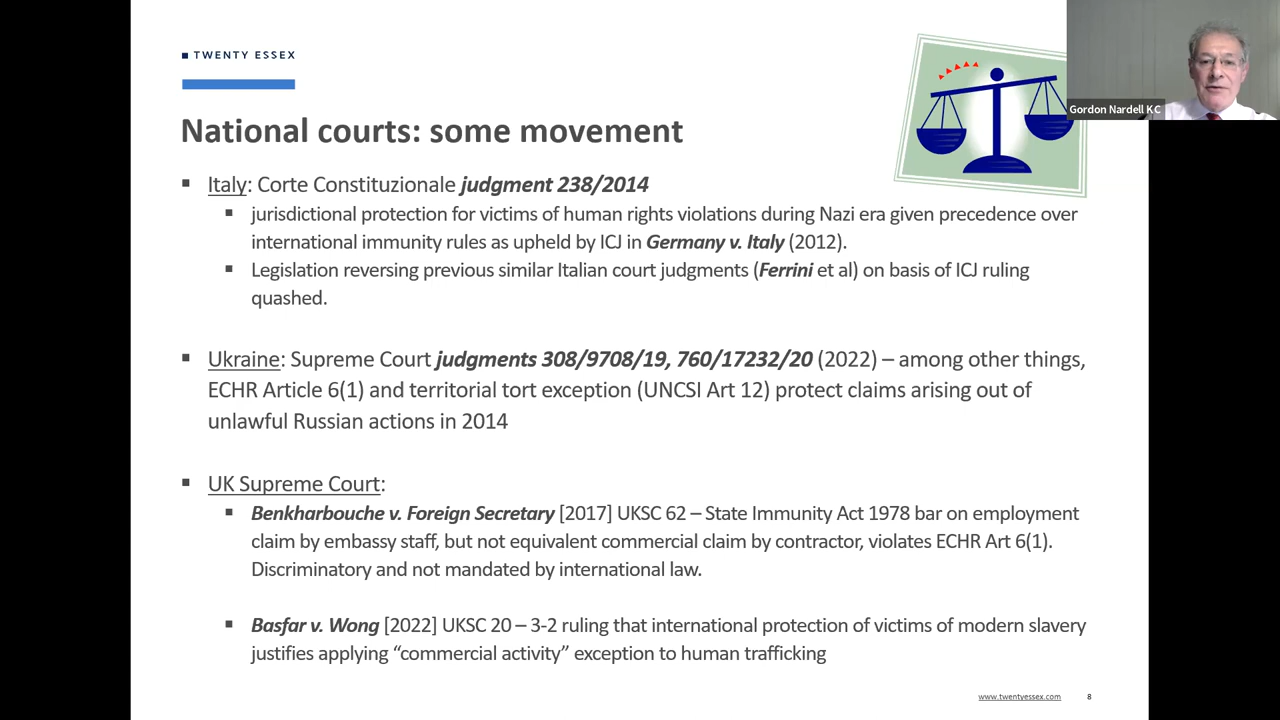 TWENTY ESSEX
Gordon Nardell KC
National courts: some movement
Italy: Corte Constituzionale judgment 238/2014
jurisdictional protection for victims of human rights violations during Nazi era given precedence over
international immunity rules as upheld by ICJ in Germany v. Italy (2012).
Legislation reversing previous similar Italian court judgments (Ferrini et al) on basis of ICJ ruling
quashed.
Ukraine: Supreme Court judgments 308/9708/19, 760/17232/20 (2022) – among other things,
ECHR Article 6(1) and territorial tort exception (UNCSI Art 12) protect claims arising out of
unlawful Russian actions in 2014
UK Supreme Court:
Benkharbouche v. Foreign Secretary [2017] UKSC 62 – State Immunity Act 1978 bar on employment
claim by embassy staff, but not equivalent commercial claim by contractor, violates ECHR Art 6(1).
Discriminatory and not mandated by international law.
Basfar v. Wong [2022] UKSC 20 – 3-2 ruling that international protection of victims of modern slavery
justifies applying “commercial activity” exception to human trafficking
www.twentyessex.com 8